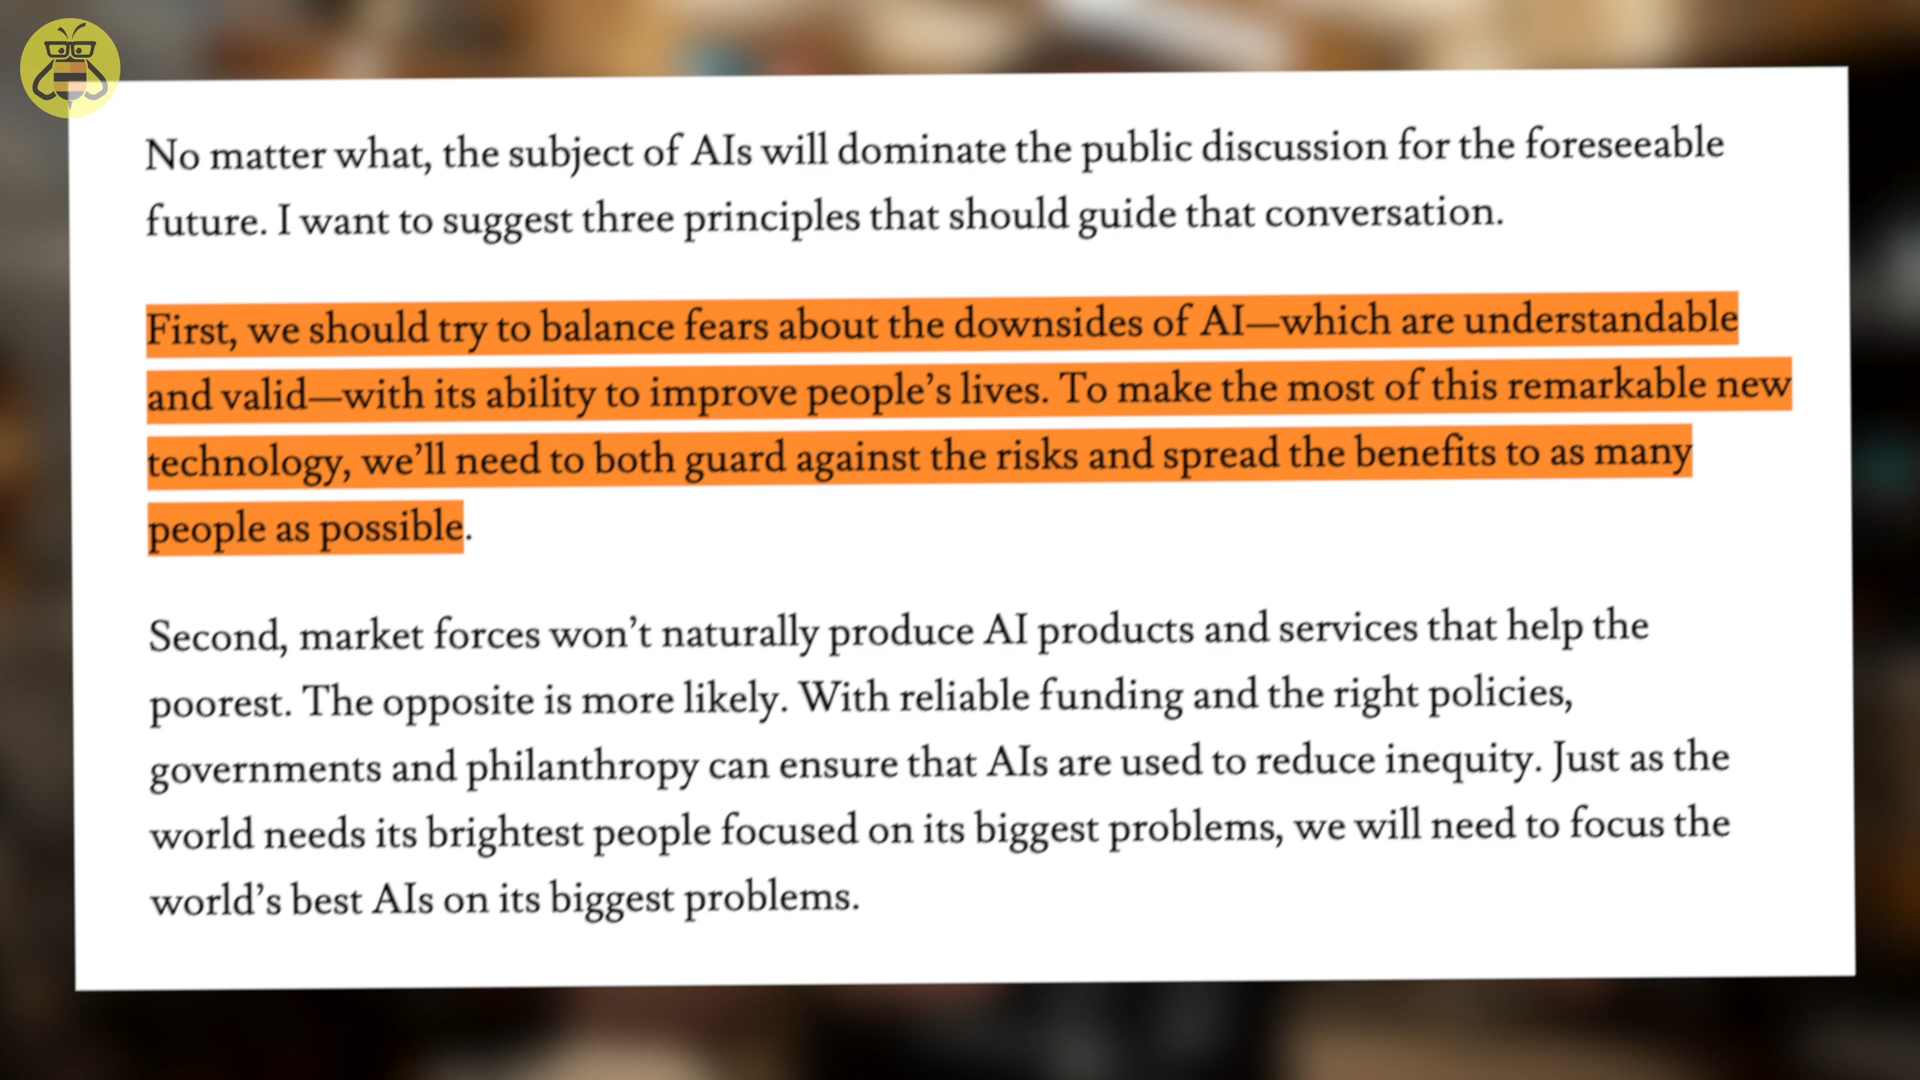 No matter what, the subject of AIs will dominate the public discussion for the foreseeable
future. I want to suggest three principles that should guide that conversation.
First, we should try to balance fears about the downsides of AI—which are understandable
and valid—with its ability to improve people’s lives. To make the most of this remarkable new
technology, we’ll need to both guard against the risks and spread the benefits to as many
people as possible.
Second, market forces won’t naturally produce AI products and services that help the
poorest. The opposite is more likely. With reliable funding and the right policies,
governments and philanthropy can ensure that AIs are used to reduce inequity. Just as the
world needs its brightest people focused on its biggest problems, we will need to focus the
world’s best AIs on its biggest problems.